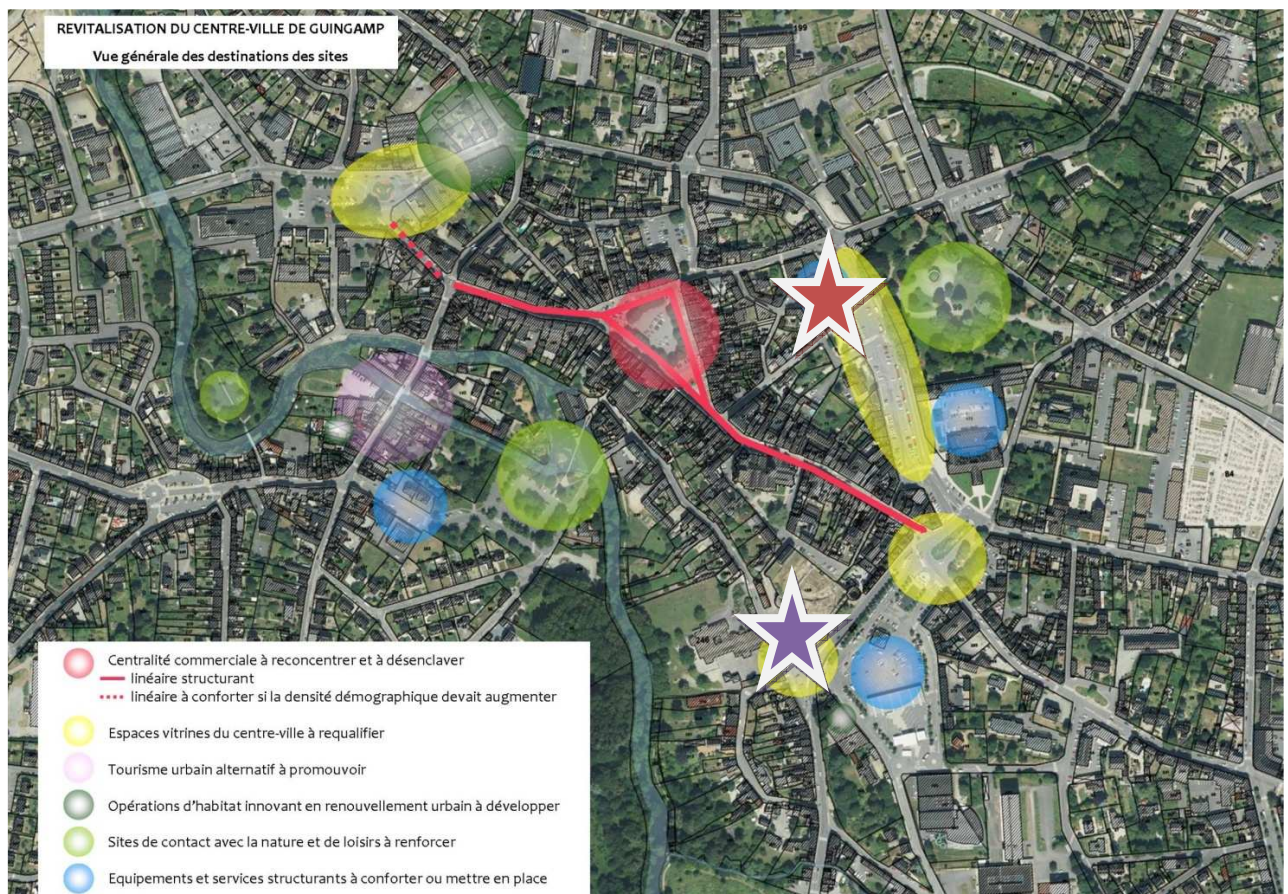 REVITALISATION DU CENTRE-VILLE DE GUINGAMP
Vue générale des destinations des sites
199
84
246
Centralité commerciale à reconcentrer et à désenclaver
linéaire structurant
linéaire à conforter si la densité démographique devait augmenter
Espaces vitrines du centre-ville à requalifier
Tourisme urbain alternatif à promouvoir
Opérations d'habitat innovant en renouvellement urbain à développer
Sites de contact avec la nature et de loisirs à renforcer
Equipements et services structurants à conforter ou mettre en place